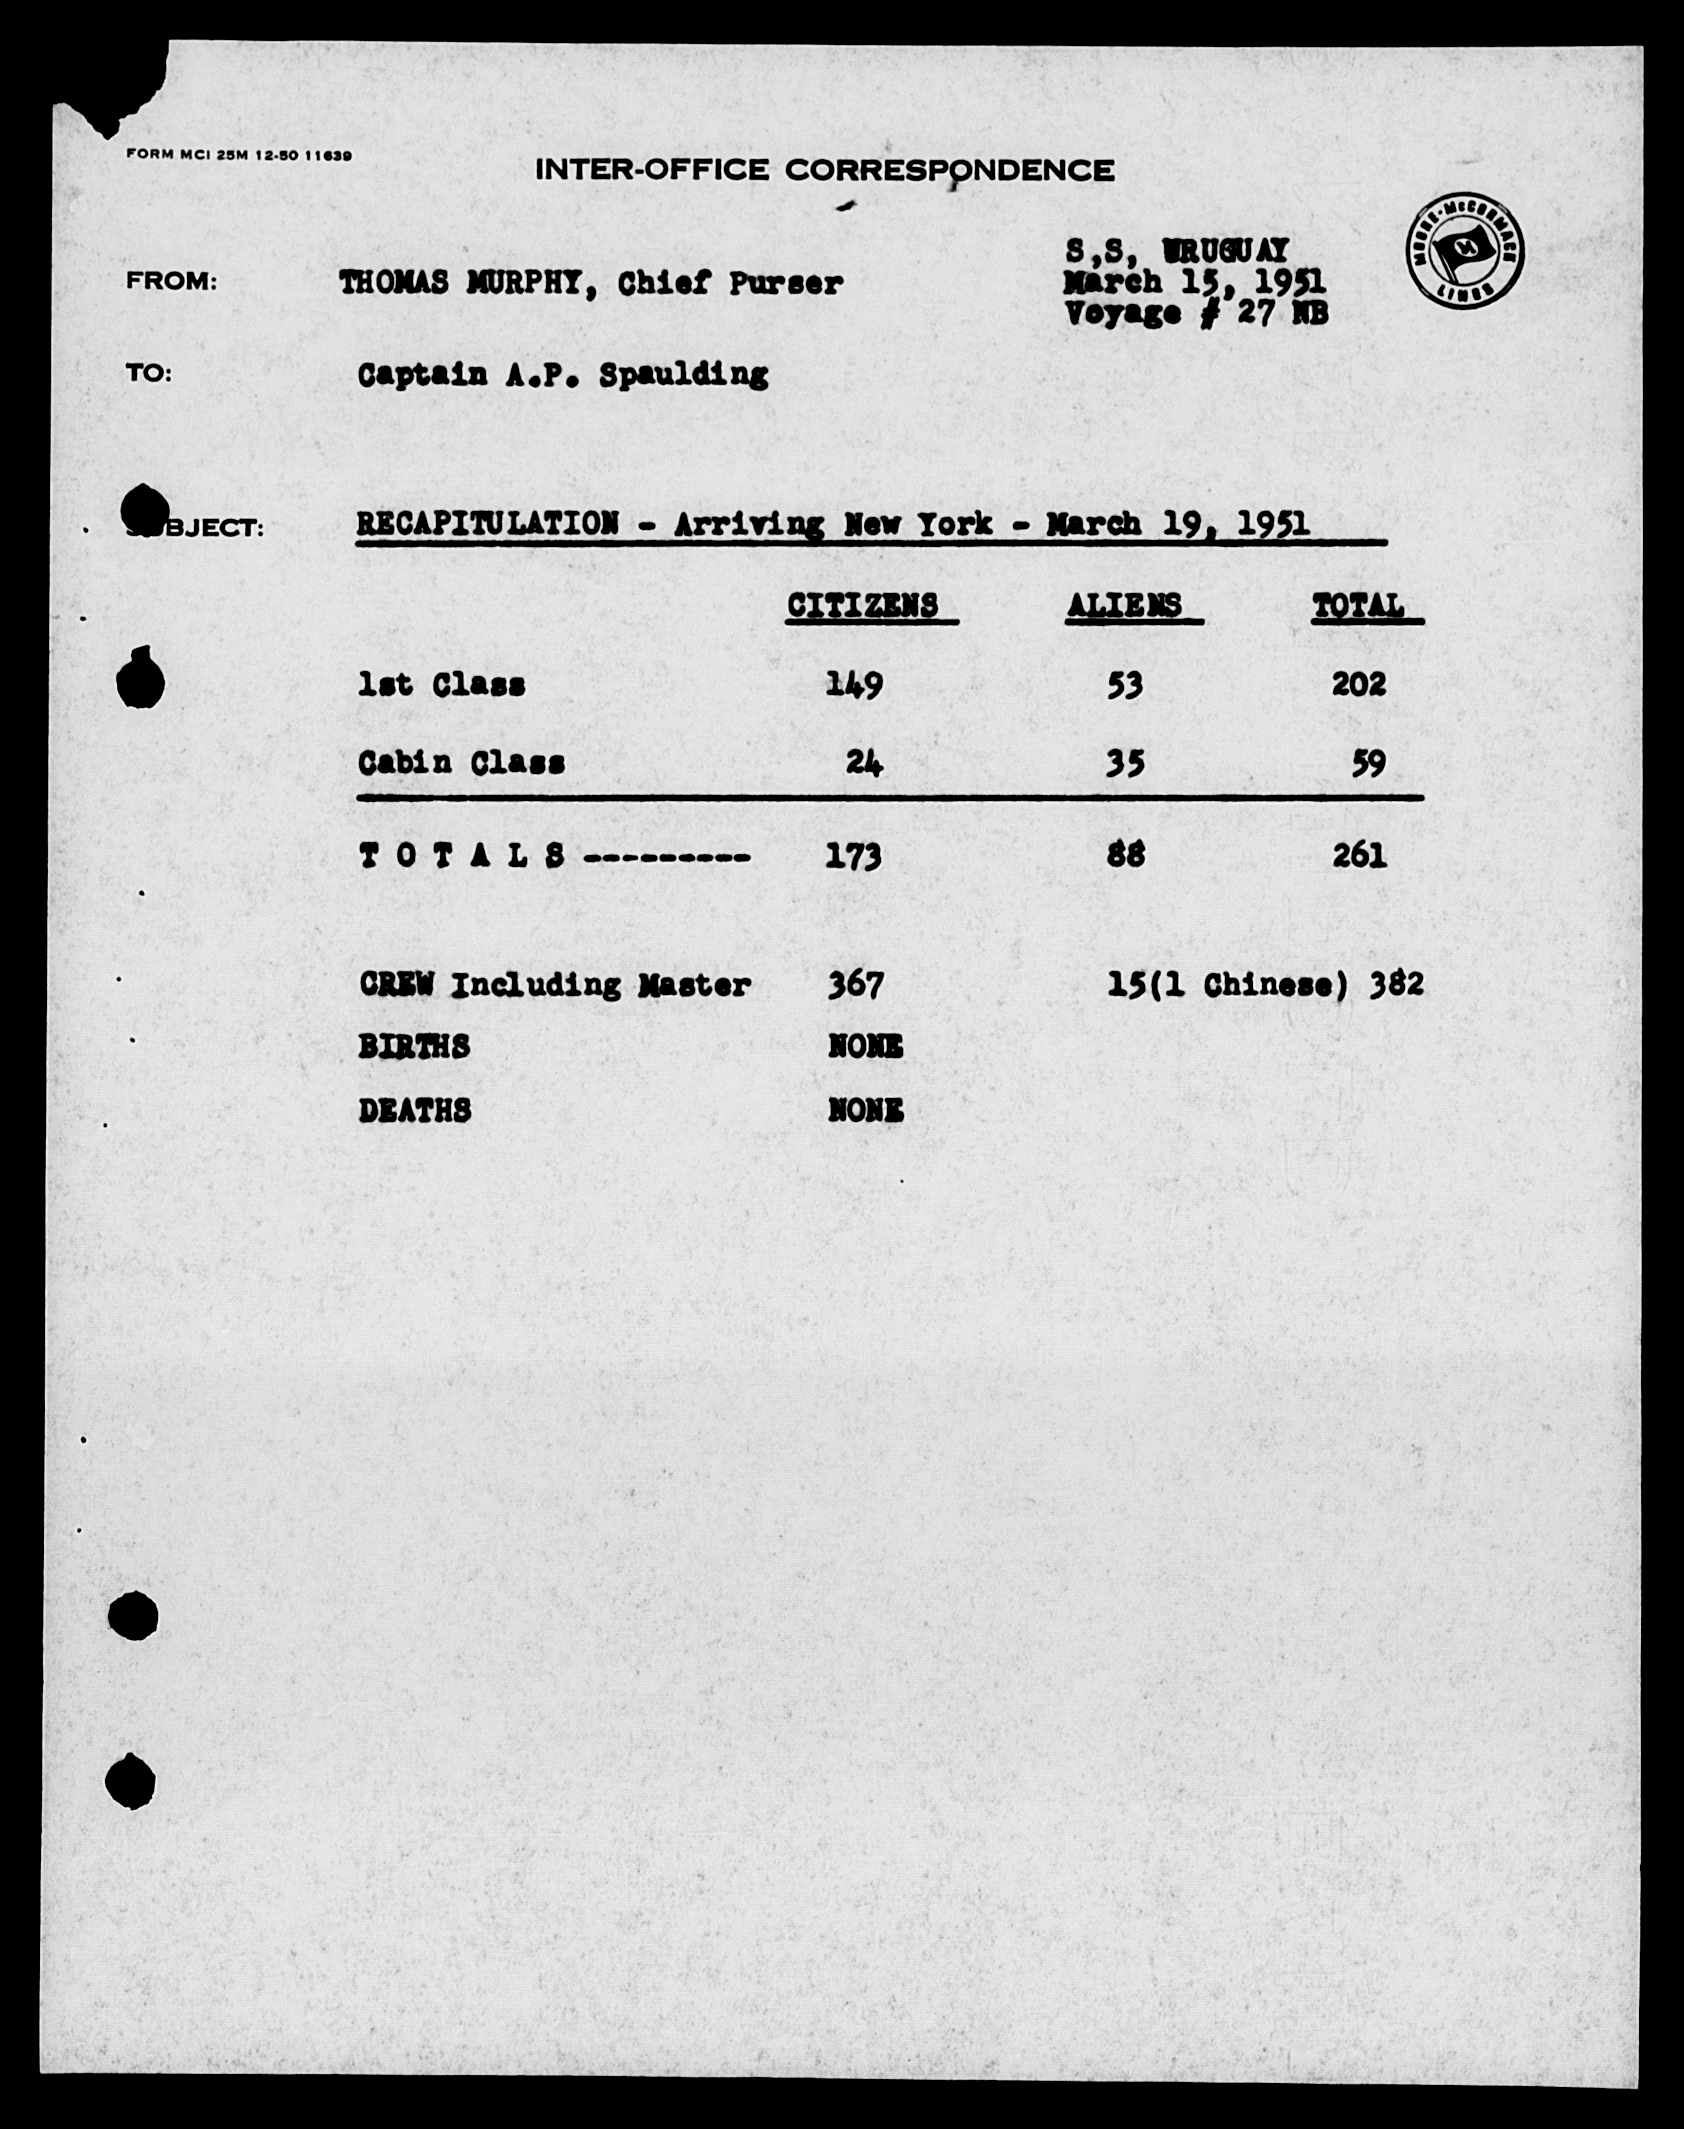 FORM MCI 25M 12-50 11639
INTER-OFFICE CORRESPONDENCE
MOORE-McCORMACK LINES
S,S, URUGUAY
FROM: THOMAS MURPHY, Chief Purser March 15, 1951
Voyage # 27 NB
TO: Captain A.P. Spaulding
SUBJECT: RECAPITULATION - Arriving New York - March 19, 1951
CITIZENS ALIENS TOTAL
1st Class 149 53 202
Cabin Class 24 35 59
T O T A L S --------- 173 88 261
CREW Including Master 367 15(1 Chinese) 382
BIRTHS NONE
DEATHS NONE